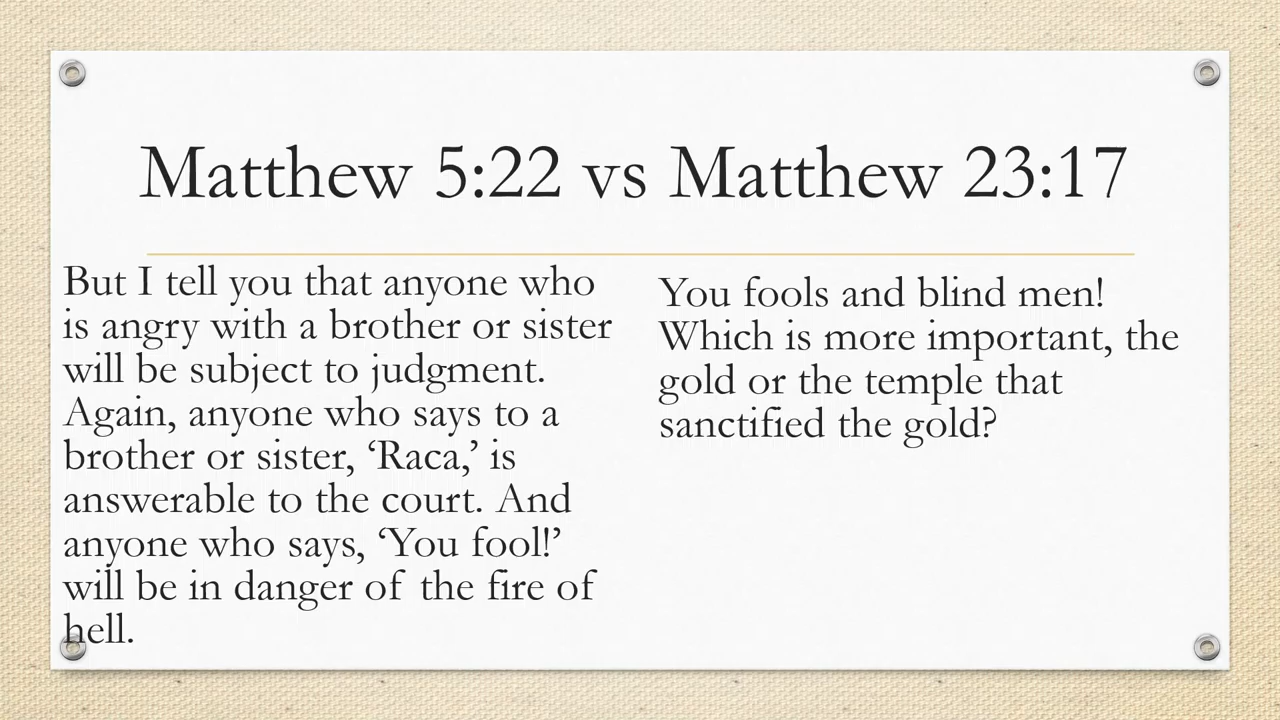 Matthew 5:22 vs Matthew 23:17
But I tell you that anyone who
is angry with a brother or sister
will be subject to judgment.
Again, anyone who says to a
brother or sister, ‘Raca,’ is
answerable to the court. And
anyone who says, ‘You fool!’
will be in danger of the fire of
hell.
You fools and blind men!
Which is more important, the
gold or the temple that
sanctified the gold?